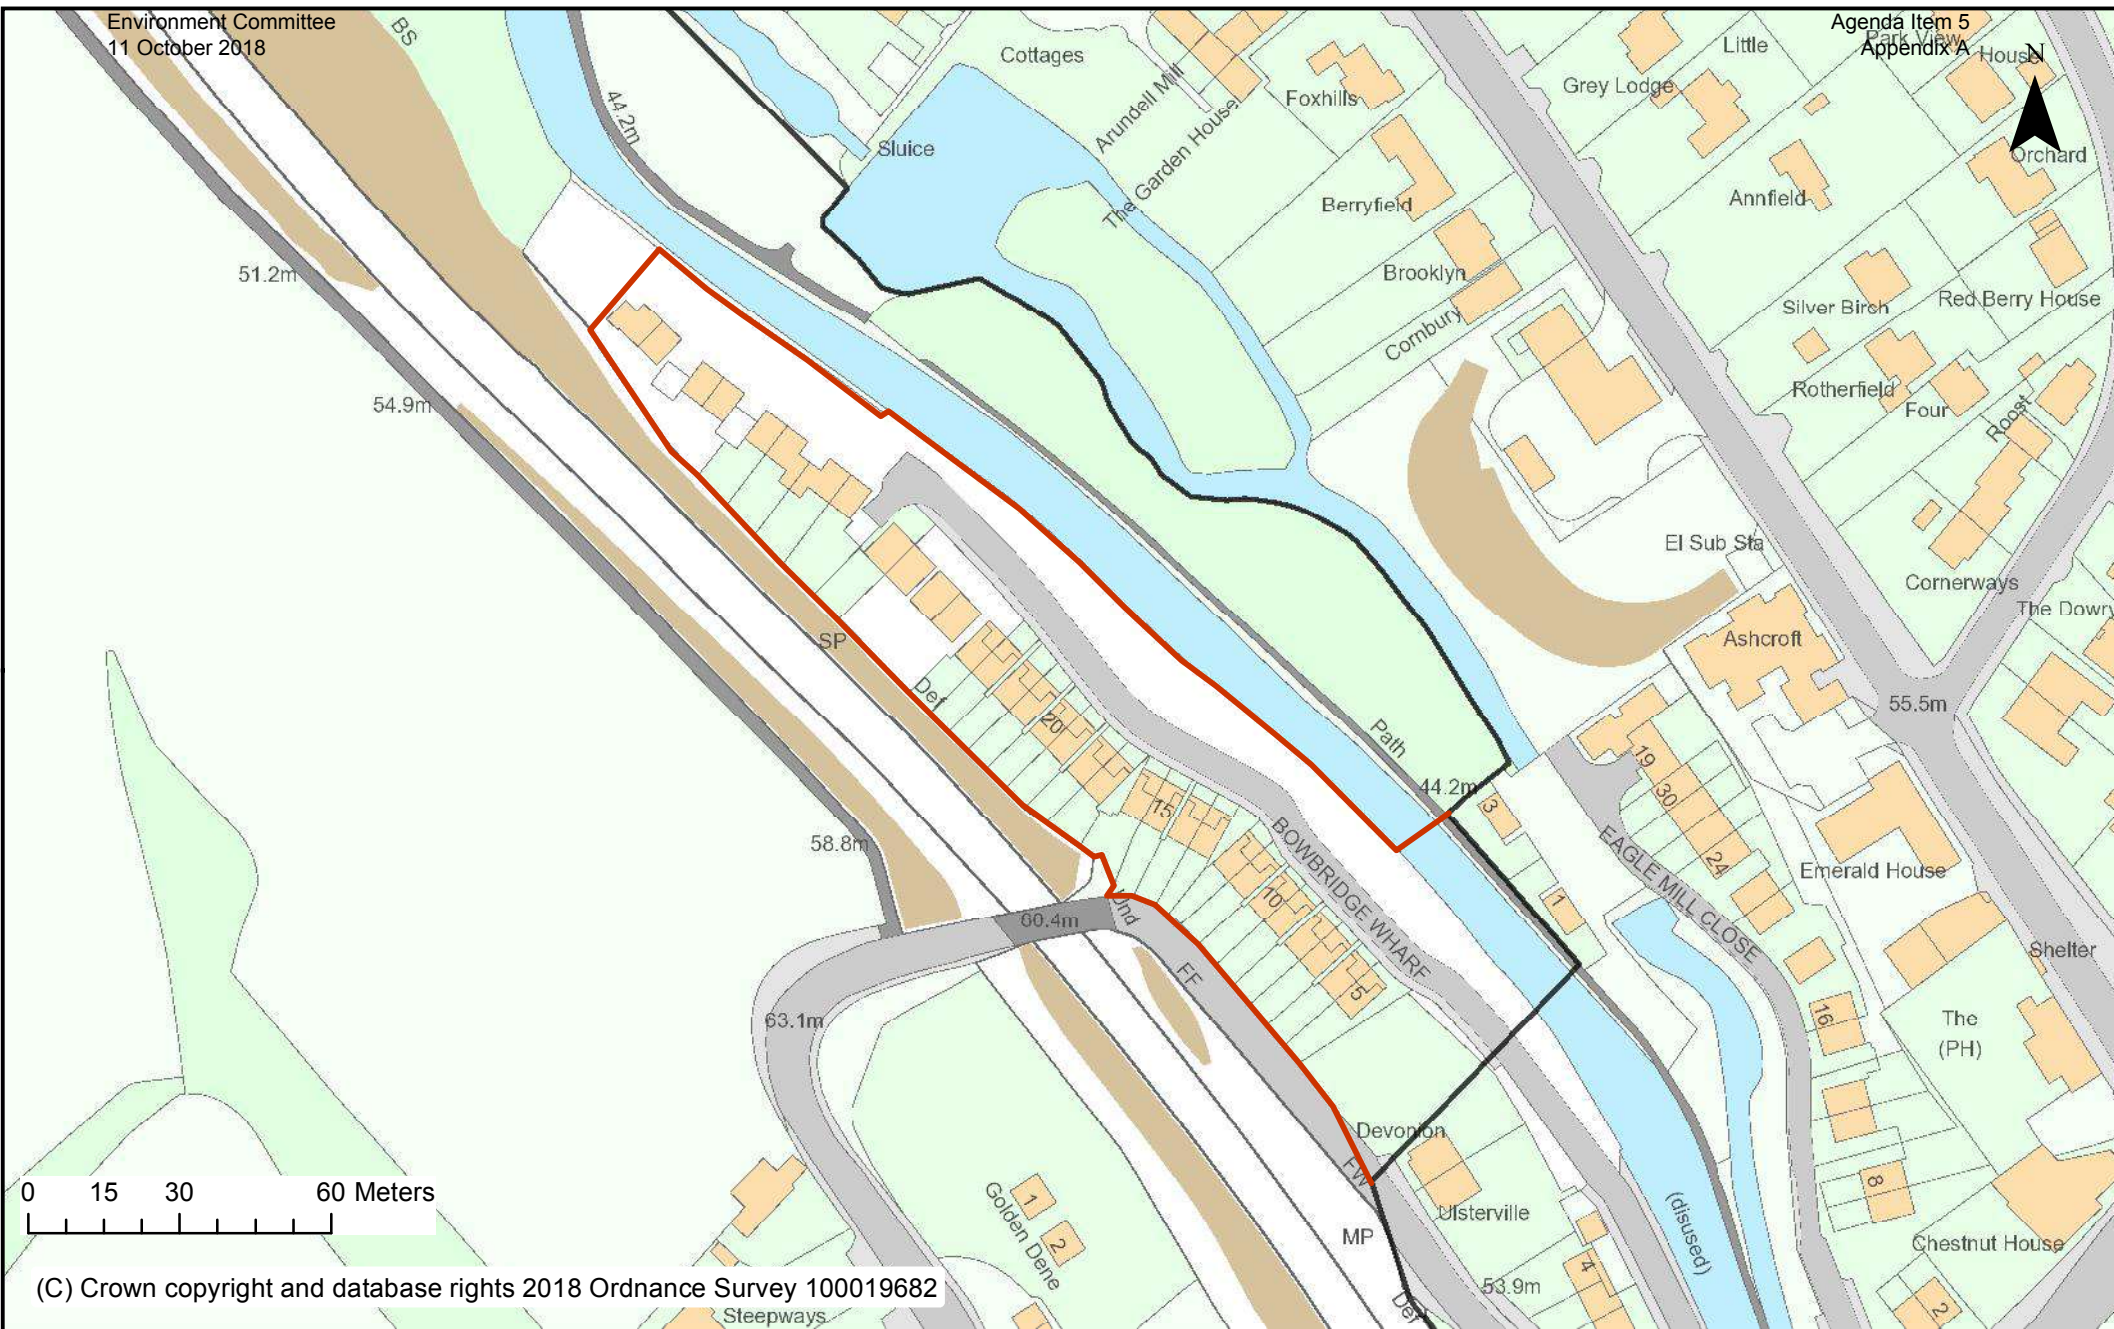 Environment Committee
11 October 2018
Agenda Item 5
Appendix A
N
BS
44.2m
Cottages
Arundell Mill
The Garden House
Foxhills
Grey Lodge
Little
Park View
House
Sluice
Orchard
Berryfield
Annfield
51.2m
Brooklyn
Silver Birch
Red Berry House
Cornbury
54.9m
Rotherfield
Four
Roost
El Sub Sta
Cornerways
The Dowry
SP
Ashcroft
Def
20
55.5m
Path
44.2m
19
30
24
3
15
58.8m
BOWBRIDGE WHARF
EAGLE MILL CLOSE
Emerald House
10
1
Und
60.4m
Shelter
FF
5
63.1m
16
The
(PH)
Devonion
FW
8
Golden Dene
1
2
Ulsterville
(disused)
MP
Chestnut House
4
53.9m
Def
2
0 15 30 60 Meters
(C) Crown copyright and database rights 2018 Ordnance Survey 100019682
Steepways